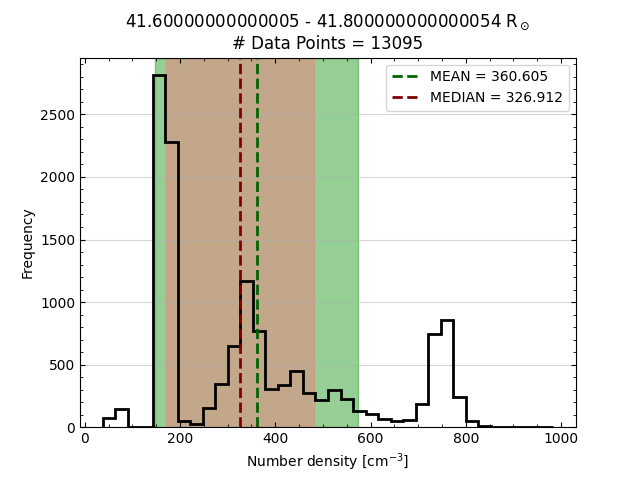 41.60000000000005 - 41.800000000000054 R⊙
# Data Points = 13095
MEAN = 360.605
MEDIAN = 326.912
Frequency
2500
2000
1500
1000
500
0
0 200 400 600 800 1000
Number density [cm⁻³]